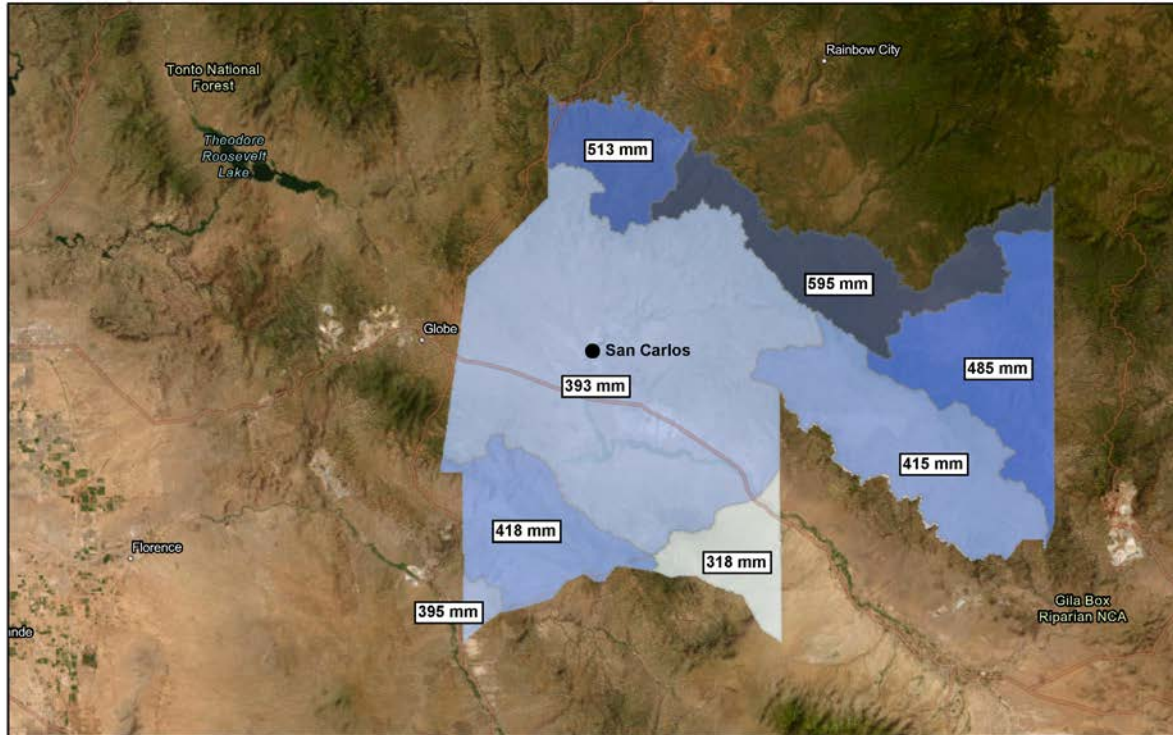 Rainbow City
Tonto National
Forest
Theodore
Roosevelt
Lake
513 mm
595 mm
Globe
San Carlos
393 mm
485 mm
415 mm
418 mm
Florence
318 mm
395 mm
Gila Box
Riparian NCA
ande